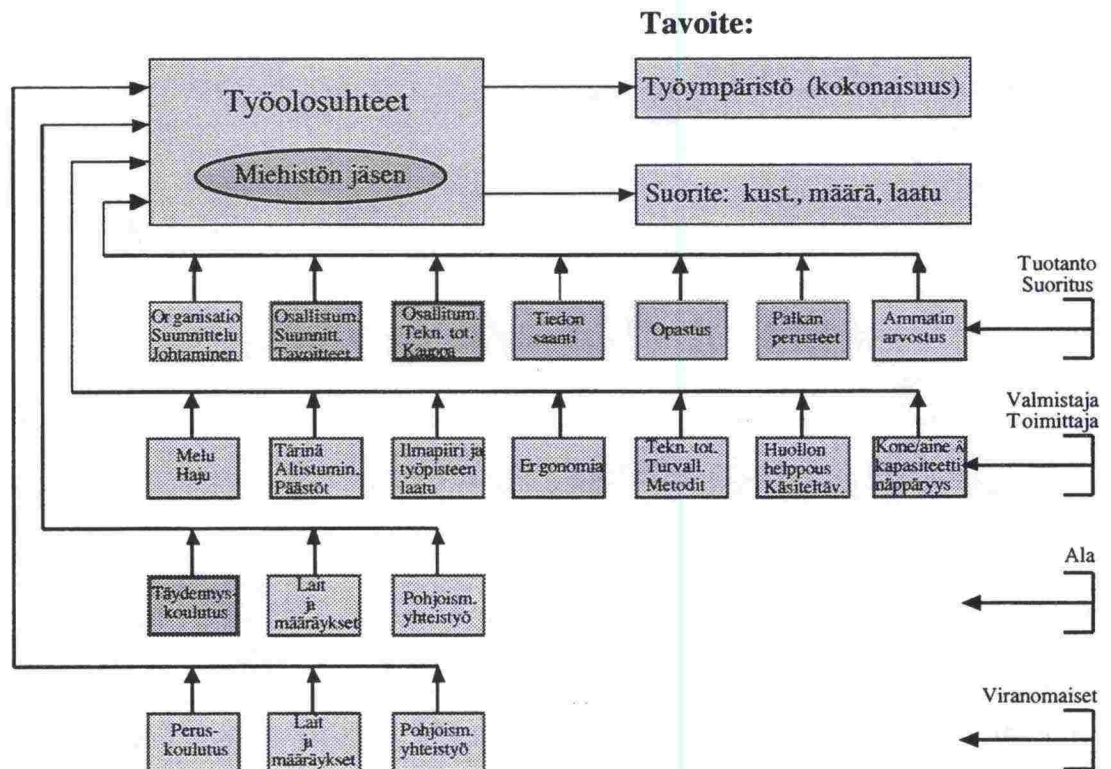 Tavoite:
Työolosuhteet
Miehistön jäsen
Työympäristö (kokonaisuus)
Suorite: kust., määrä, laatu
Tuotanto
Suoritus
Organisatio
Suunnittelu
Johtaminen
Osallistum.
Suunnitt.
Tavoitteet
Osallitum.
Tekn. tot.
Kauppa
Tiedon
saanti
Opastus
Palkan
perusteet
Ammatin
arvostus
Valmistaja
Toimittaja
Melu
Haju
Tärinä
Altistumin.
Päästöt
Ilmapiiri ja
työpisteen
laatu
Ergonomia
Tekn. tot.
Turvall.
Metodit
Huollon
helppous
Käsiteltäv.
Kone/aine
kapasiteetti
näppäryys
Ala
Täydennys-
koulutus
Lait
ja
määräykset
Pohjoism.
yhteistyö
Viranomaiset
Perus-
koulutus
Lait
ja
määräykset
Pohjoism.
yhteistyö